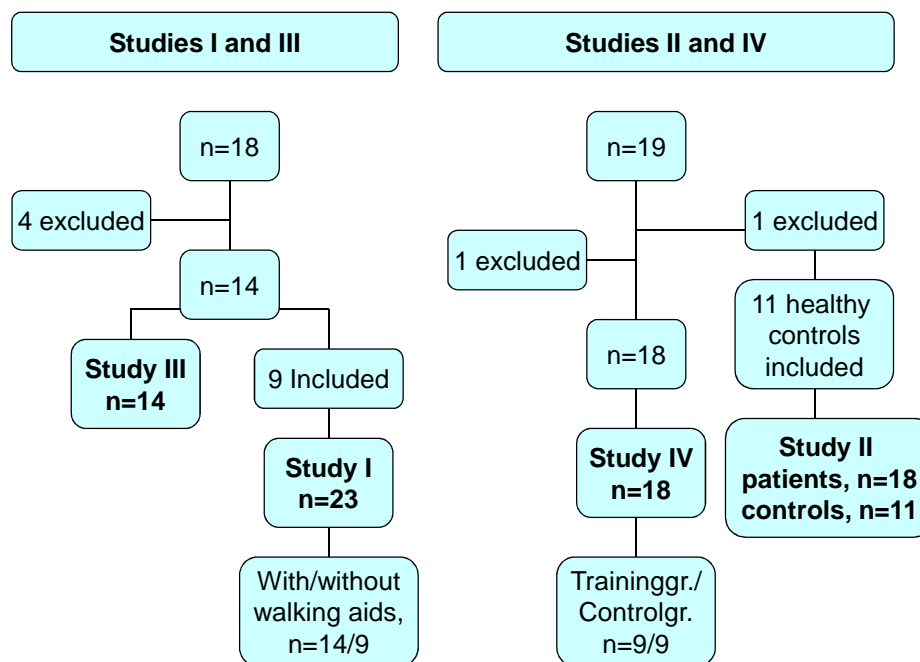 Studies I and III
n=18
4 excluded
n=14
Study III
n=14
9 Included
Study I
n=23
With/without
walking aids,
n=14/9
Studies II and IV
n=19
1 excluded
1 excluded
n=18
11 healthy
controls
included
Study IV
n=18
Study II
patients, n=18
controls, n=11
Traininggr./
Controlgr.
n=9/9